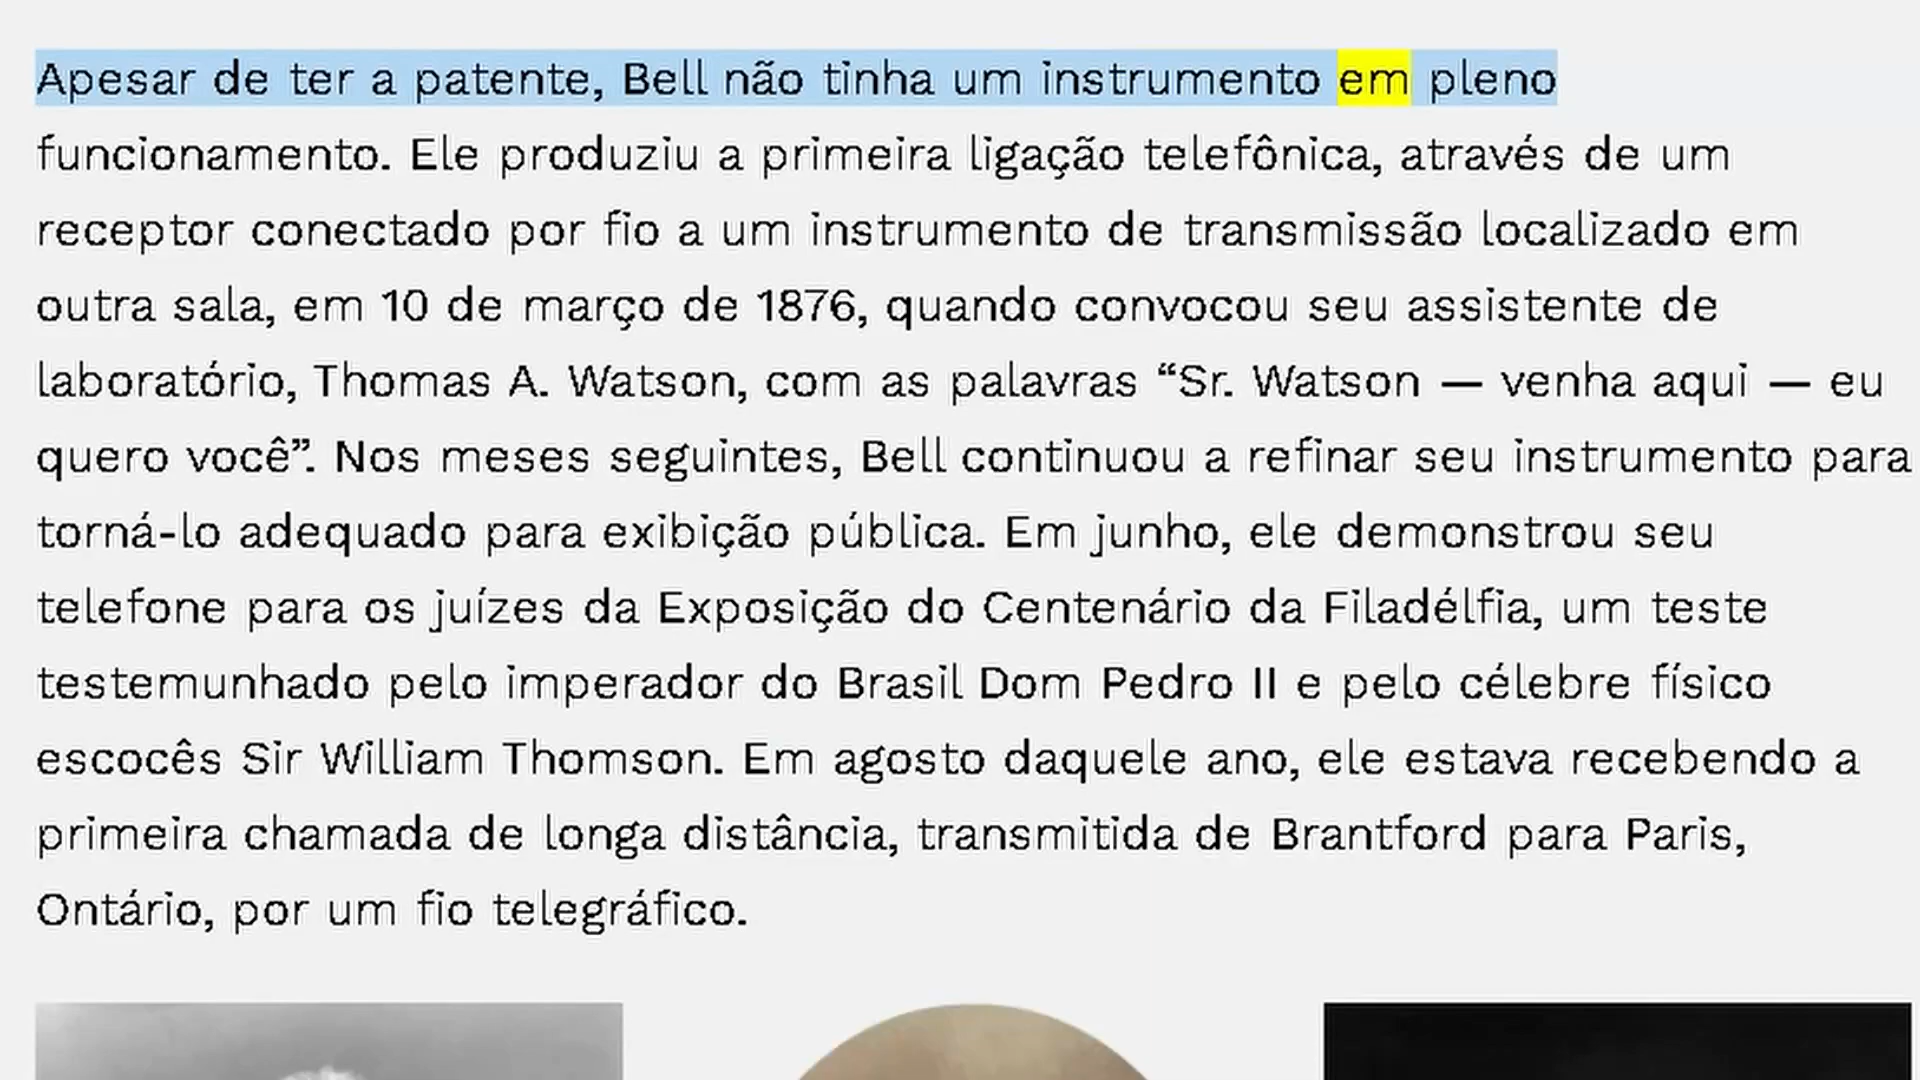 Apesar de ter a patente, Bell não tinha um instrumento em pleno
funcionamento. Ele produziu a primeira ligação telefônica, através de um
receptor conectado por fio a um instrumento de transmissão localizado em
outra sala, em 10 de março de 1876, quando convocou seu assistente de
laboratório, Thomas A. Watson, com as palavras “Sr. Watson — venha aqui — eu
quero você”. Nos meses seguintes, Bell continuou a refinar seu instrumento para
torná-lo adequado para exibição pública. Em junho, ele demonstrou seu
telefone para os juízes da Exposição do Centenário da Filadélfia, um teste
testemunhado pelo imperador do Brasil Dom Pedro II e pelo célebre físico
escocês Sir William Thomson. Em agosto daquele ano, ele estava recebendo a
primeira chamada de longa distância, transmitida de Brantford para Paris,
Ontário, por um fio telegráfico.